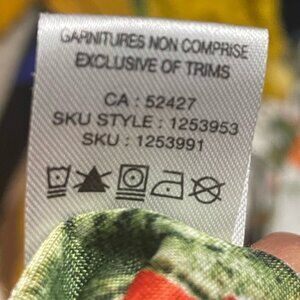 GARNITURES NON COMPRISE
EXCLUSIVE OF TRIMS
CA : 52427
SKU STYLE : 1253953
SKU : 1253991